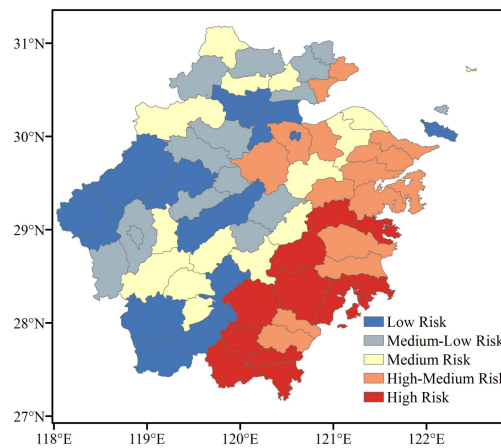 31°N
30°N
29°N
28°N
27°N
Low Risk
Medium-Low Risk
Medium Risk
High-Medium Risk
High Risk
118°E 119°E 120°E 121°E 122°E